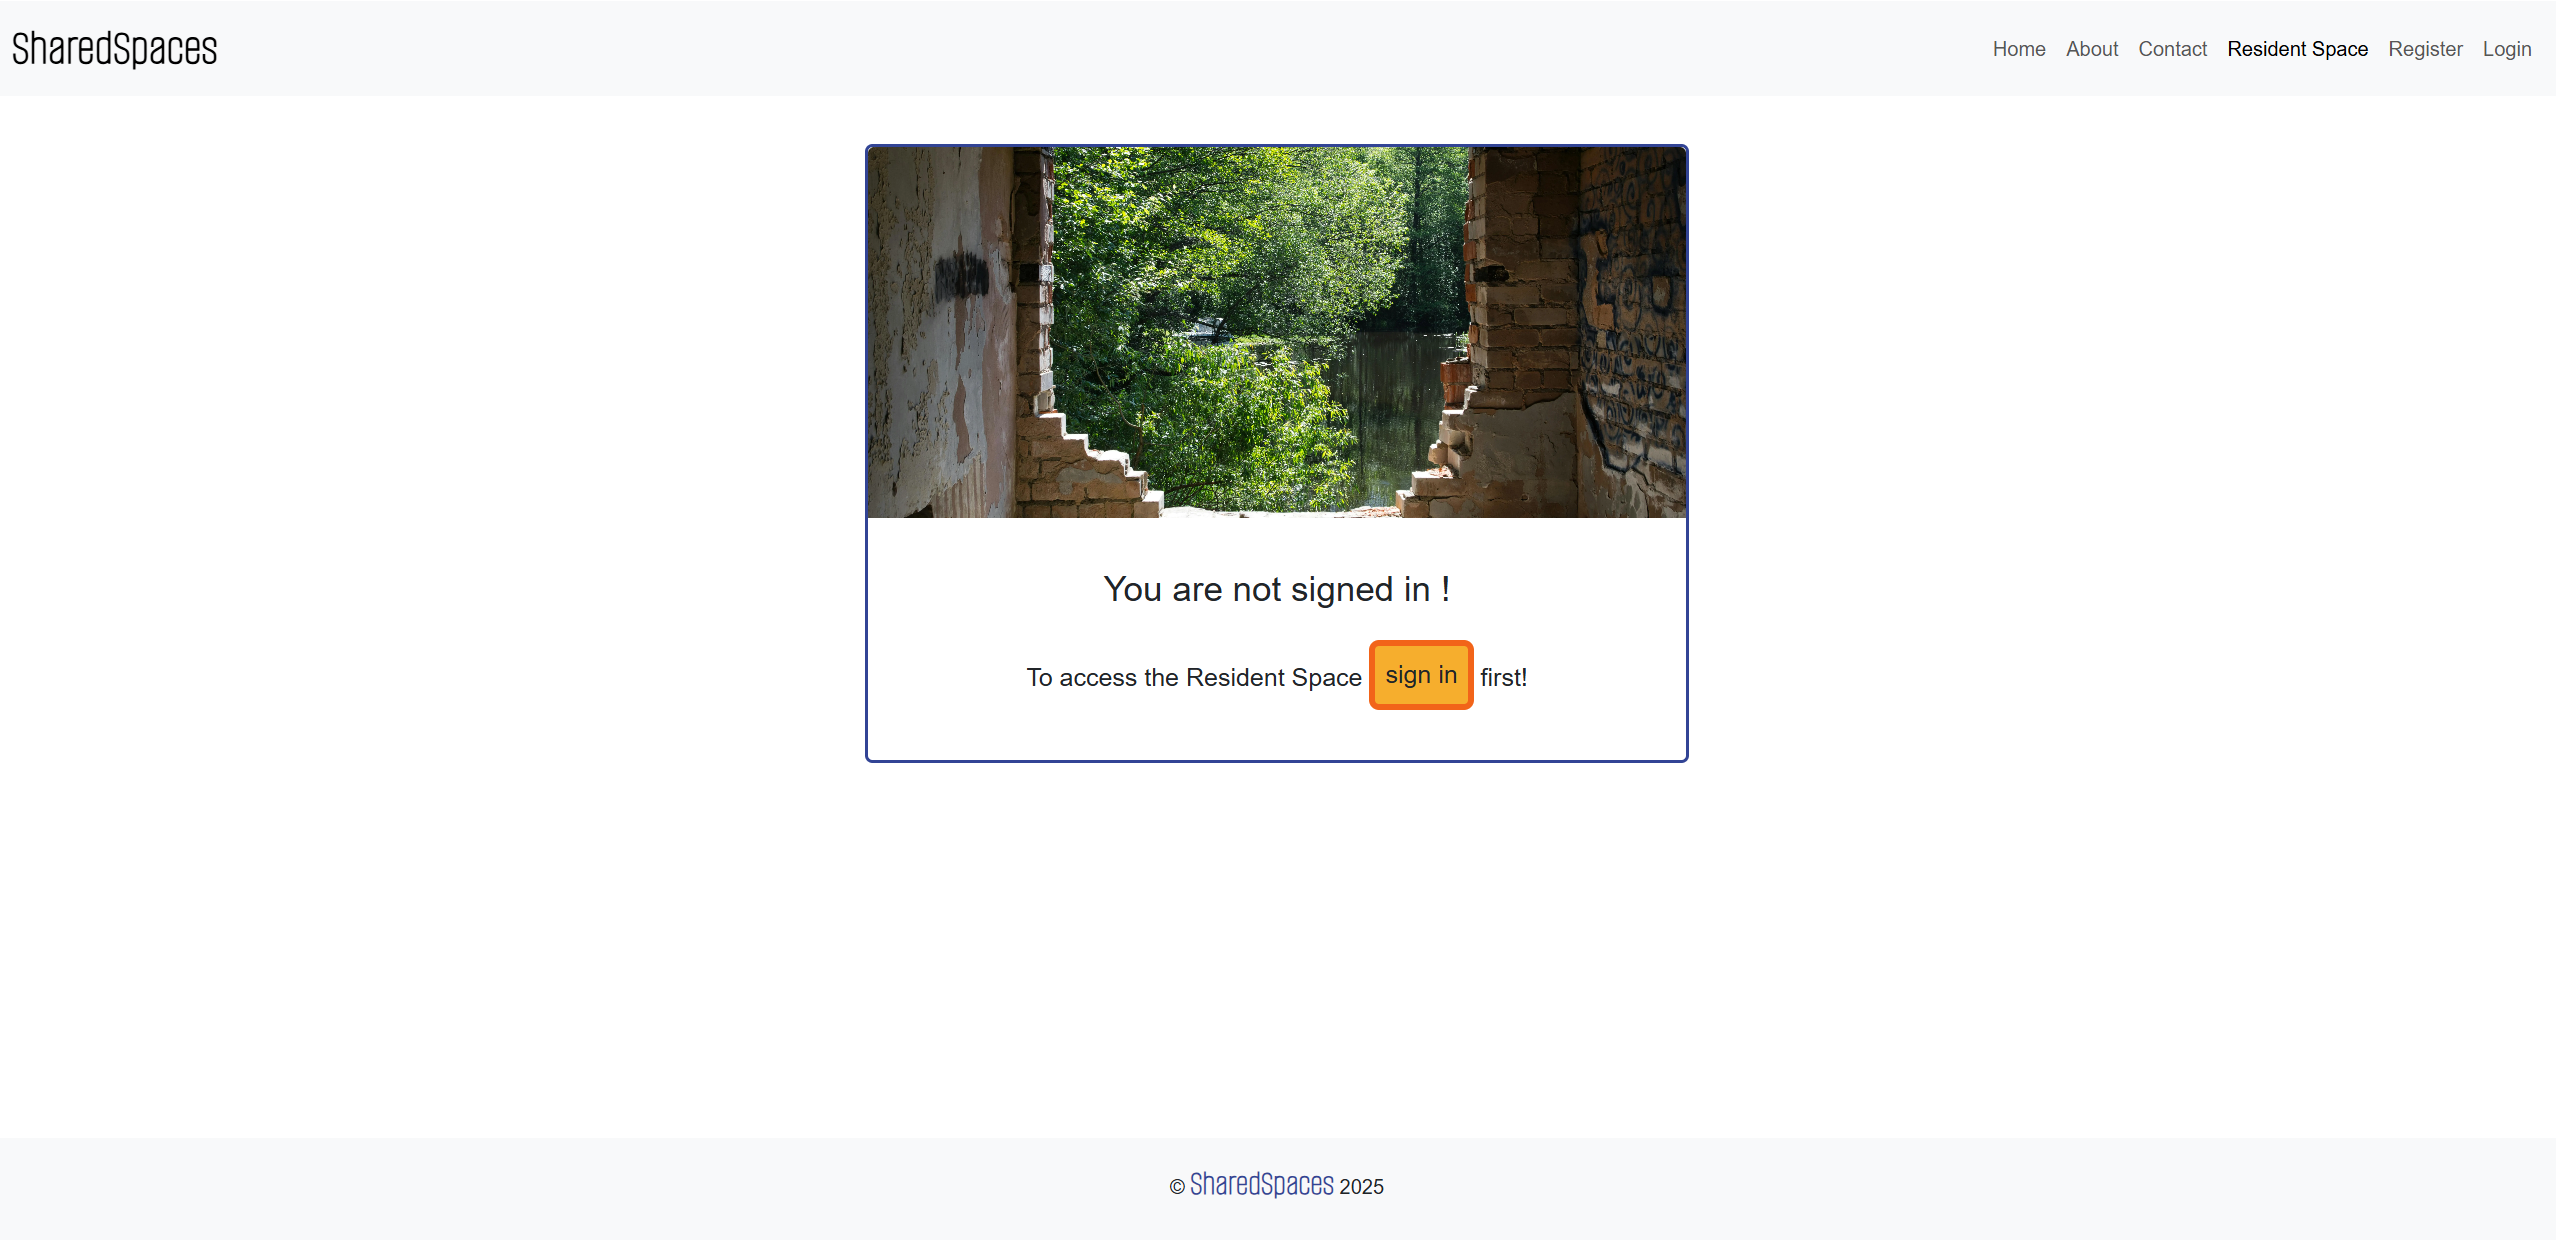 SharedSpaces
Home About Contact Resident Space Register Login
You are not signed in !
To access the Resident Space sign in first!
© SharedSpaces 2025